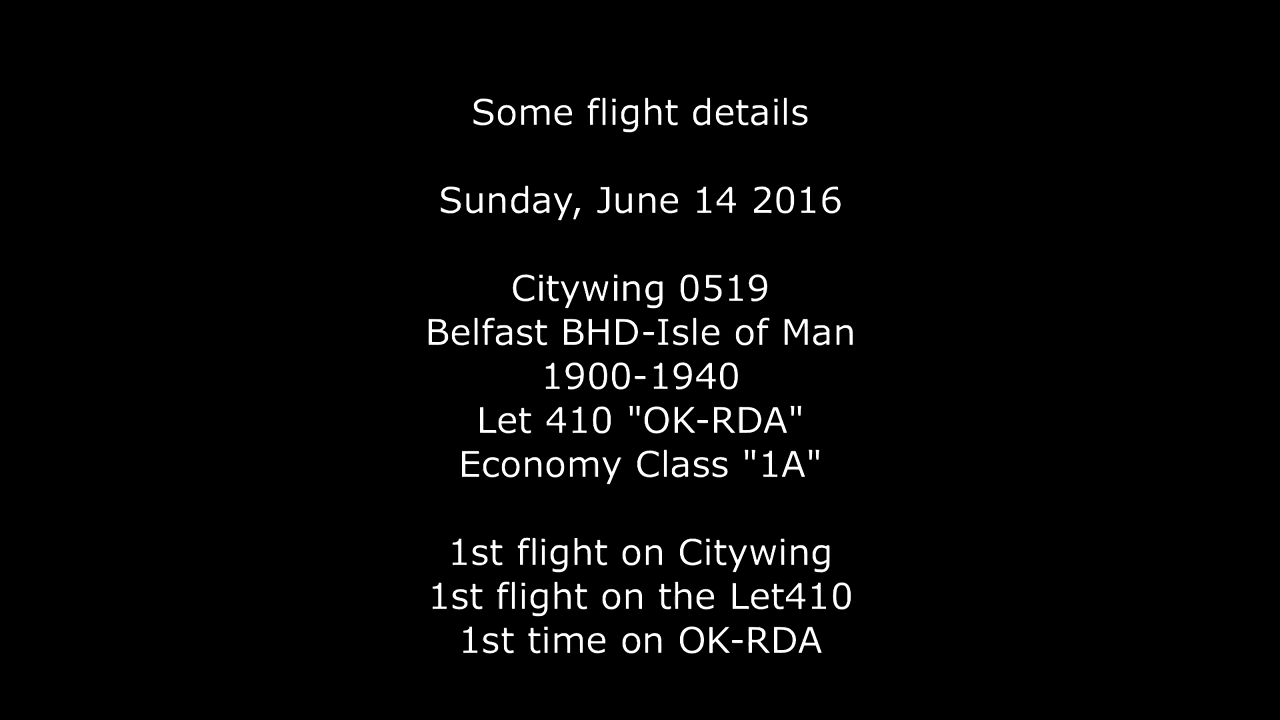 Some flight details
Sunday, June 14 2016
Citywing 0519
Belfast BHD-Isle of Man
1900-1940
Let 410 "OK-RDA"
Economy Class "1A"
1st flight on Citywing
1st flight on the Let410
1st time on OK-RDA